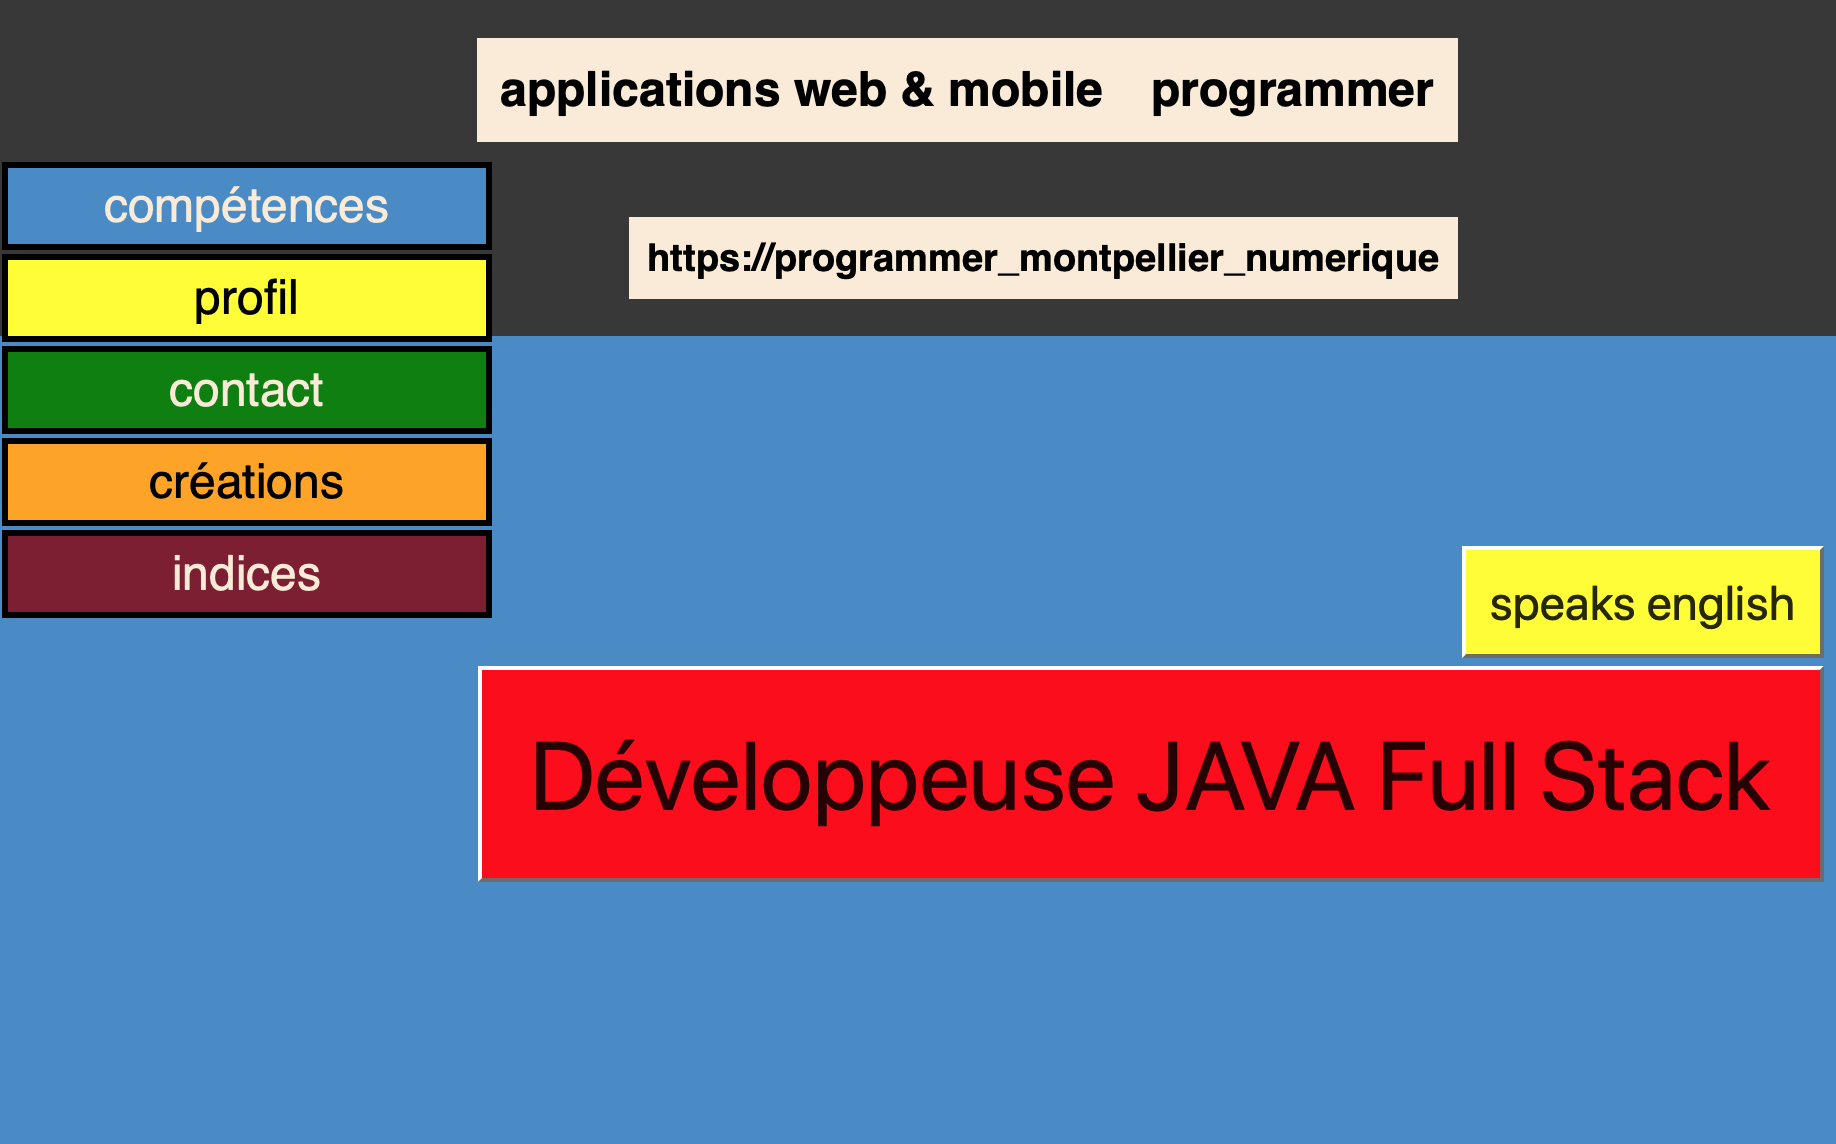 applications web & mobile programmer
https://programmer_montpellier_numerique
compétences
profil
contact
créations
indices
speaks english
Développeuse JAVA Full Stack